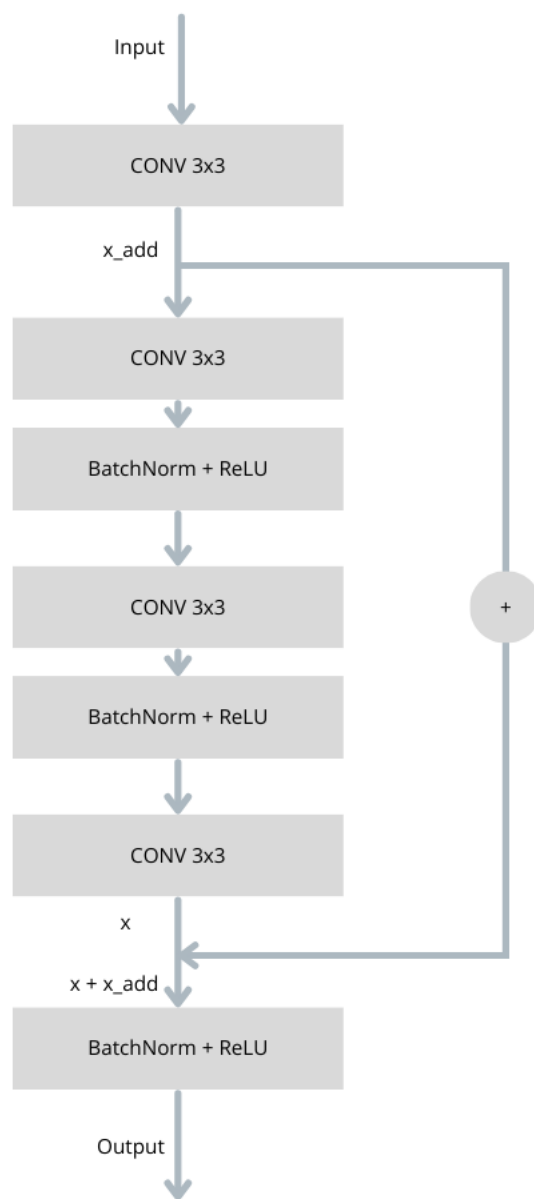 Input
CONV 3x3
x_add
CONV 3x3
BatchNorm + ReLU
CONV 3x3
+
BatchNorm + ReLU
CONV 3x3
x
x + x_add
BatchNorm + ReLU
Output